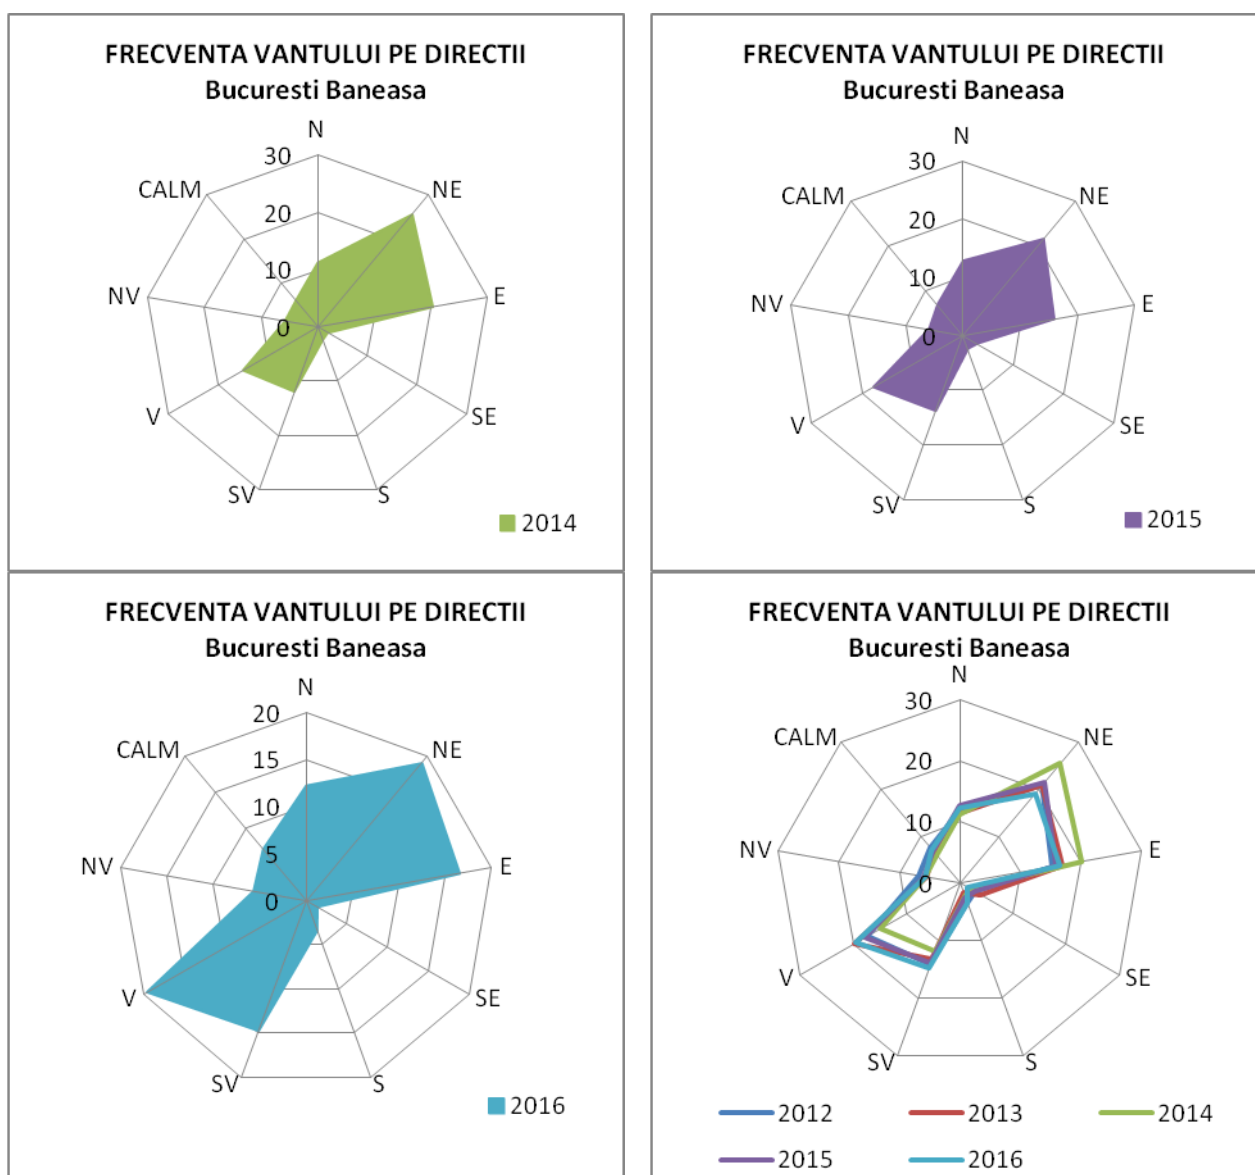 FRECVENTA VANTULUI PE DIRECTII
Bucuresti Baneasa
N
30
CALM
NE
20
10
NV
E
0
V
SE
SV
S
2014
FRECVENTA VANTULUI PE DIRECTII
Bucuresti Baneasa
N
30
CALM
NE
20
10
NV
E
0
V
SE
SV
S
2015
FRECVENTA VANTULUI PE DIRECTII
Bucuresti Baneasa
N
20
CALM
NE
15
10
5
NV
E
0
V
SE
SV
S
2016
FRECVENTA VANTULUI PE DIRECTII
Bucuresti Baneasa
N
30
CALM
NE
20
10
NV
E
0
V
SE
SV
S
2012 2013 2014
2015 2016